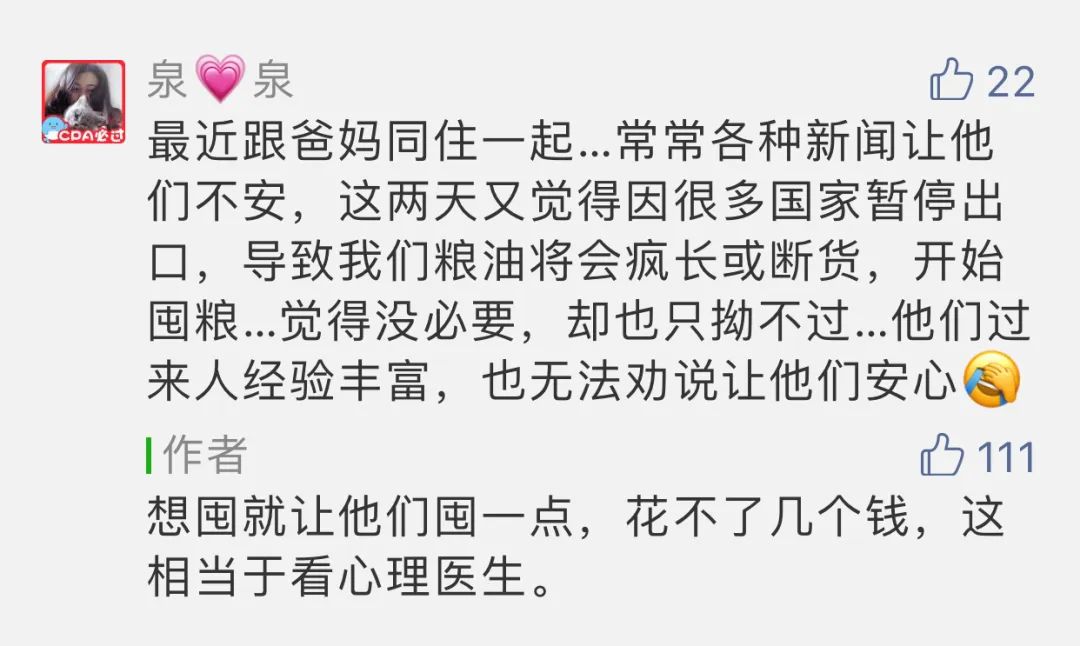 泉💗泉
22
最近跟爸妈同住一起...常常各种新闻让他
们不安，这两天又觉得因很多国家暂停出
口，导致我们粮油将会疯长或断货，开始
囤粮...觉得没必要，却也只拗不过...他们过
来人经验丰富，也无法劝说让他们安心🤦
CDA必过
作者
111
想囤就让他们囤一点，花不了几个钱，这
相当于看心理医生。